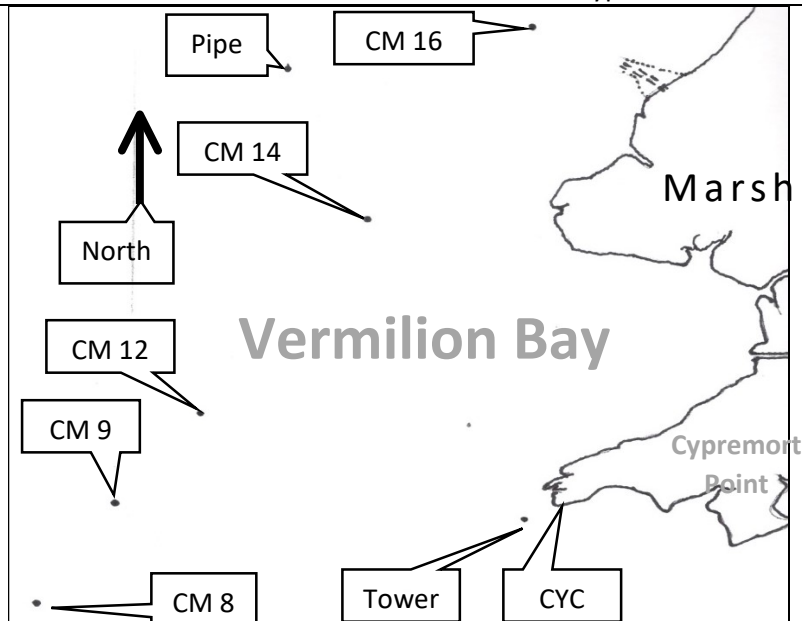 Pipe
CM 16
CM 14
Marsh
North
Vermilion Bay
CM 12
CM 9
Cypremort
Point
CM 8
Tower
CYC